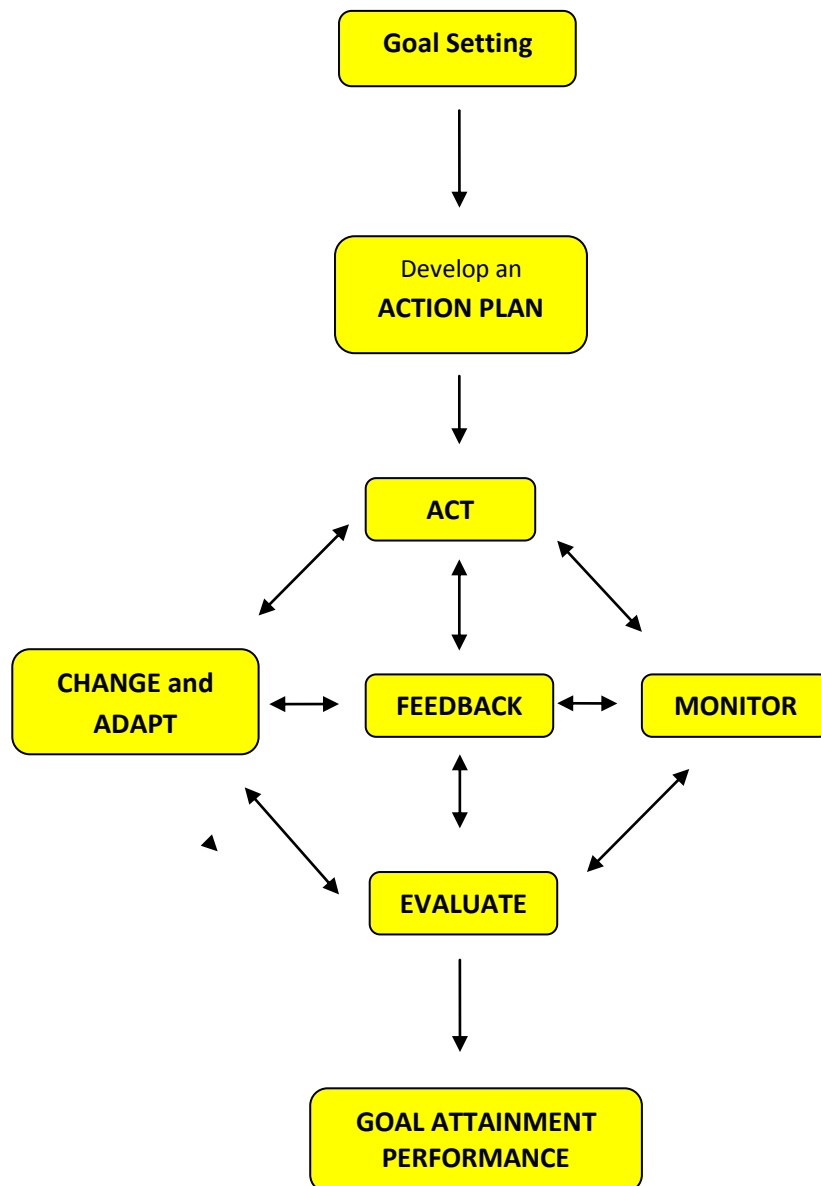 Goal Setting
Develop an
ACTION PLAN
ACT
CHANGE and
ADAPT
FEEDBACK
MONITOR
EVALUATE
GOAL ATTAINMENT
PERFORMANCE